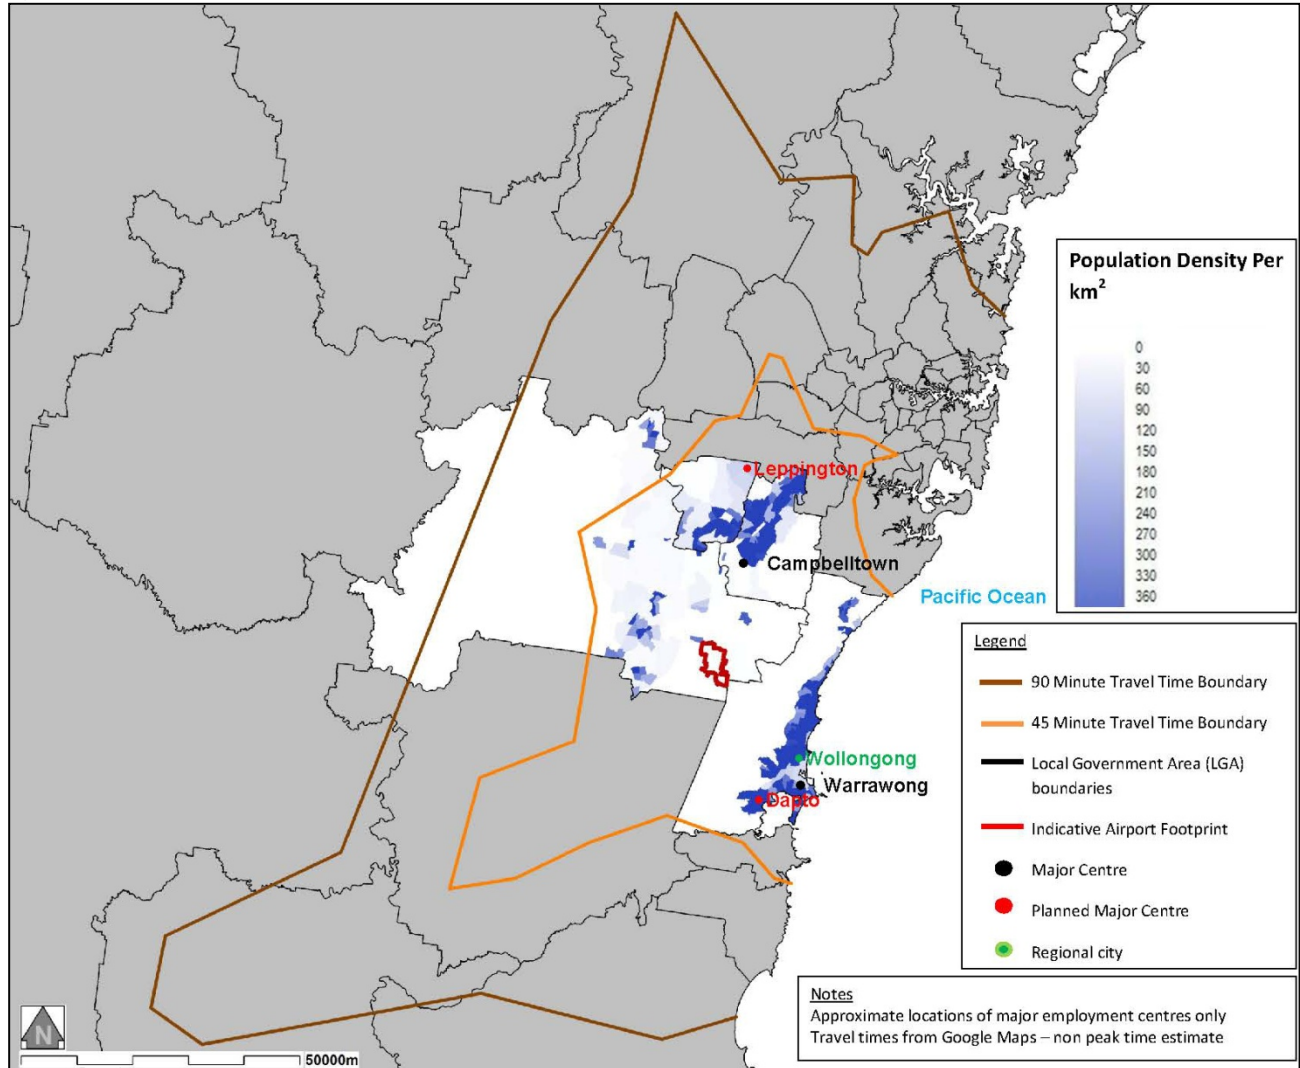 Population Density Per
km²
0
30
60
90
120
150
180
210
240
270
300
330
360
Leppington
Campbelltown
Pacific Ocean
Wollongong
Warrawong
Dapto
Legend
90 Minute Travel Time Boundary
45 Minute Travel Time Boundary
Local Government Area (LGA)
boundaries
Indicative Airport Footprint
Major Centre
Planned Major Centre
Regional city
Notes
Approximate locations of major employment centres only
Travel times from Google Maps – non peak time estimate
N
50000m